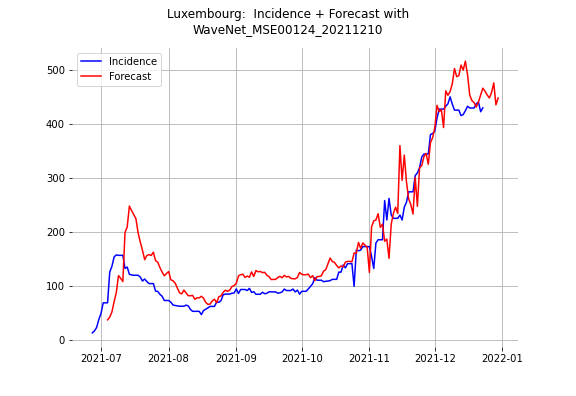 Luxembourg:  Incidence + Forecast with
WaveNet_MSE00124_20211210
Incidence
Forecast
500
400
300
200
100
0
2021-07 2021-08 2021-09 2021-10 2021-11 2021-12 2022-01